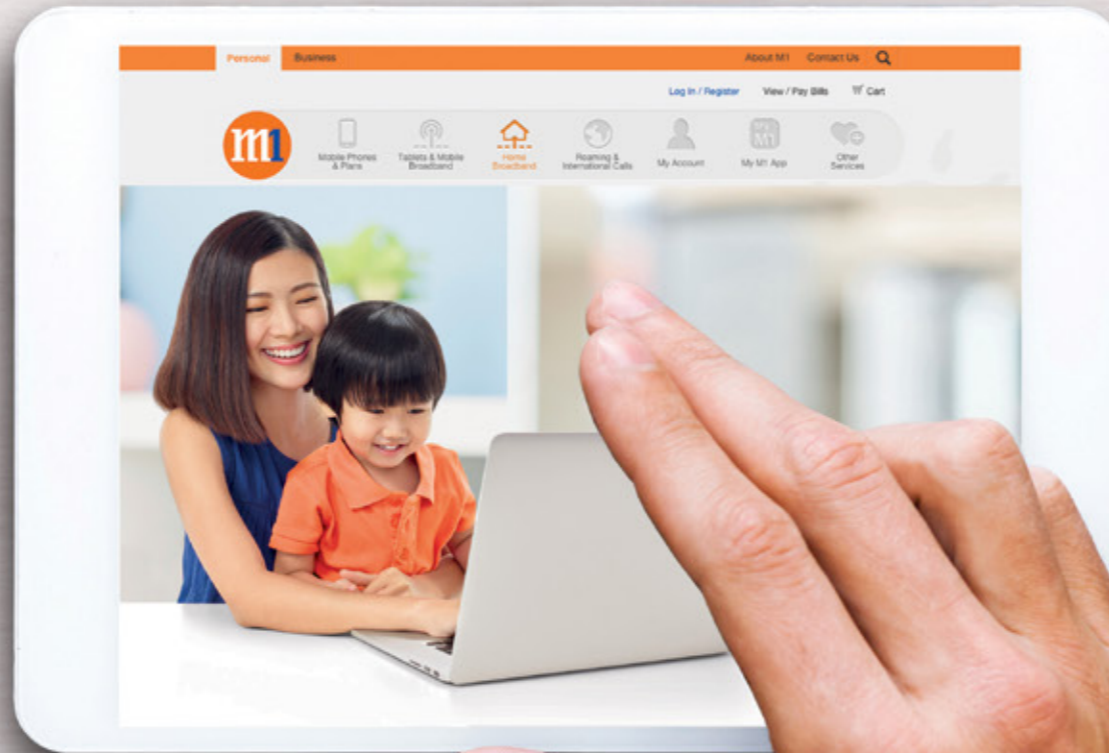 Personal Business About M1 Contact Us
Log In / Register View / Pay Bills Cart
m1
Mobile Phones
& Plans
Tablets & Mobile
Broadband
Home
Broadband
Roaming &
International Calls
My Account
My M1 App
Other
Services